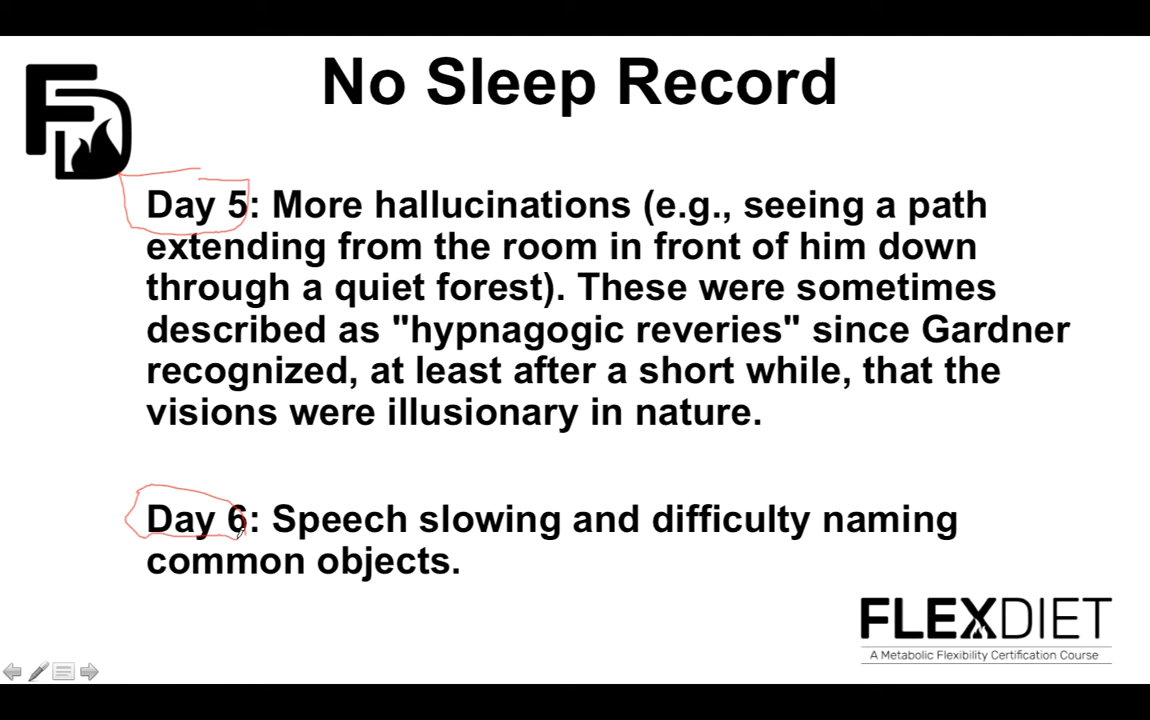 No Sleep Record
FD
Day 5: More hallucinations (e.g., seeing a path
extending from the room in front of him down
through a quiet forest). These were sometimes
described as "hypnagogic reveries" since Gardner
recognized, at least after a short while, that the
visions were illusionary in nature.
Day 6: Speech slowing and difficulty naming
common objects.
FLEXDIET
A Metabolic Flexibility Certification Course